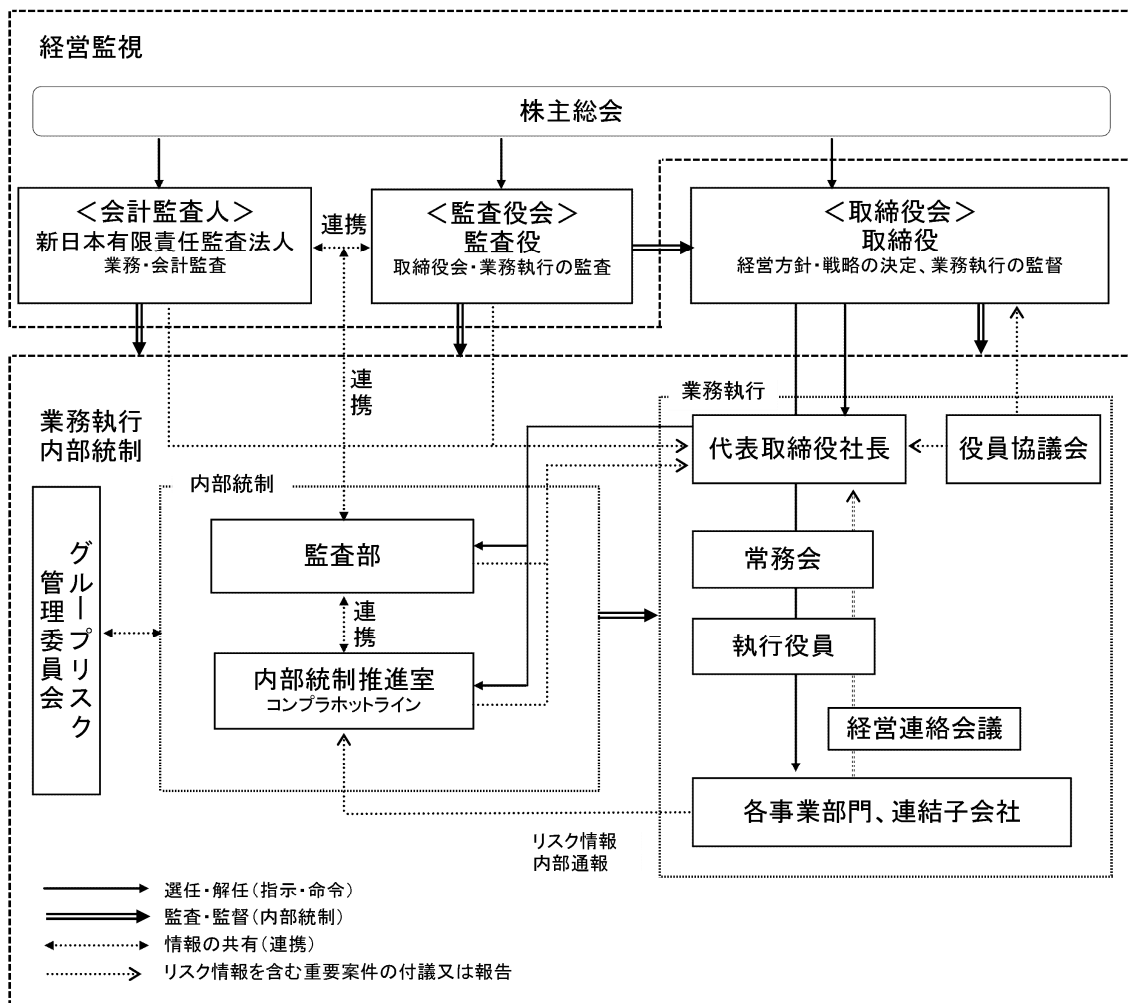 経営監視
株主総会
＜会計監査人＞
新日本有限責任監査法人
業務・会計監査
連携
＜監査役会＞
監査役
取締役会・業務執行の監査
＜取締役会＞
取締役
経営方針・戦略の決定、業務執行の監督
連携
業務執行
内部統制
業務執行
代表取締役社長
役員協議会
内部統制
監査部
連携
内部統制推進室
コンプラホットライン
グループリスク
管理委員会
常務会
執行役員
経営連絡会議
各事業部門、連結子会社
リスク情報
内部通報
選任・解任（指示・命令）
監査・監督（内部統制）
情報の共有（連携）
リスク情報を含む重要案件の付議又は報告